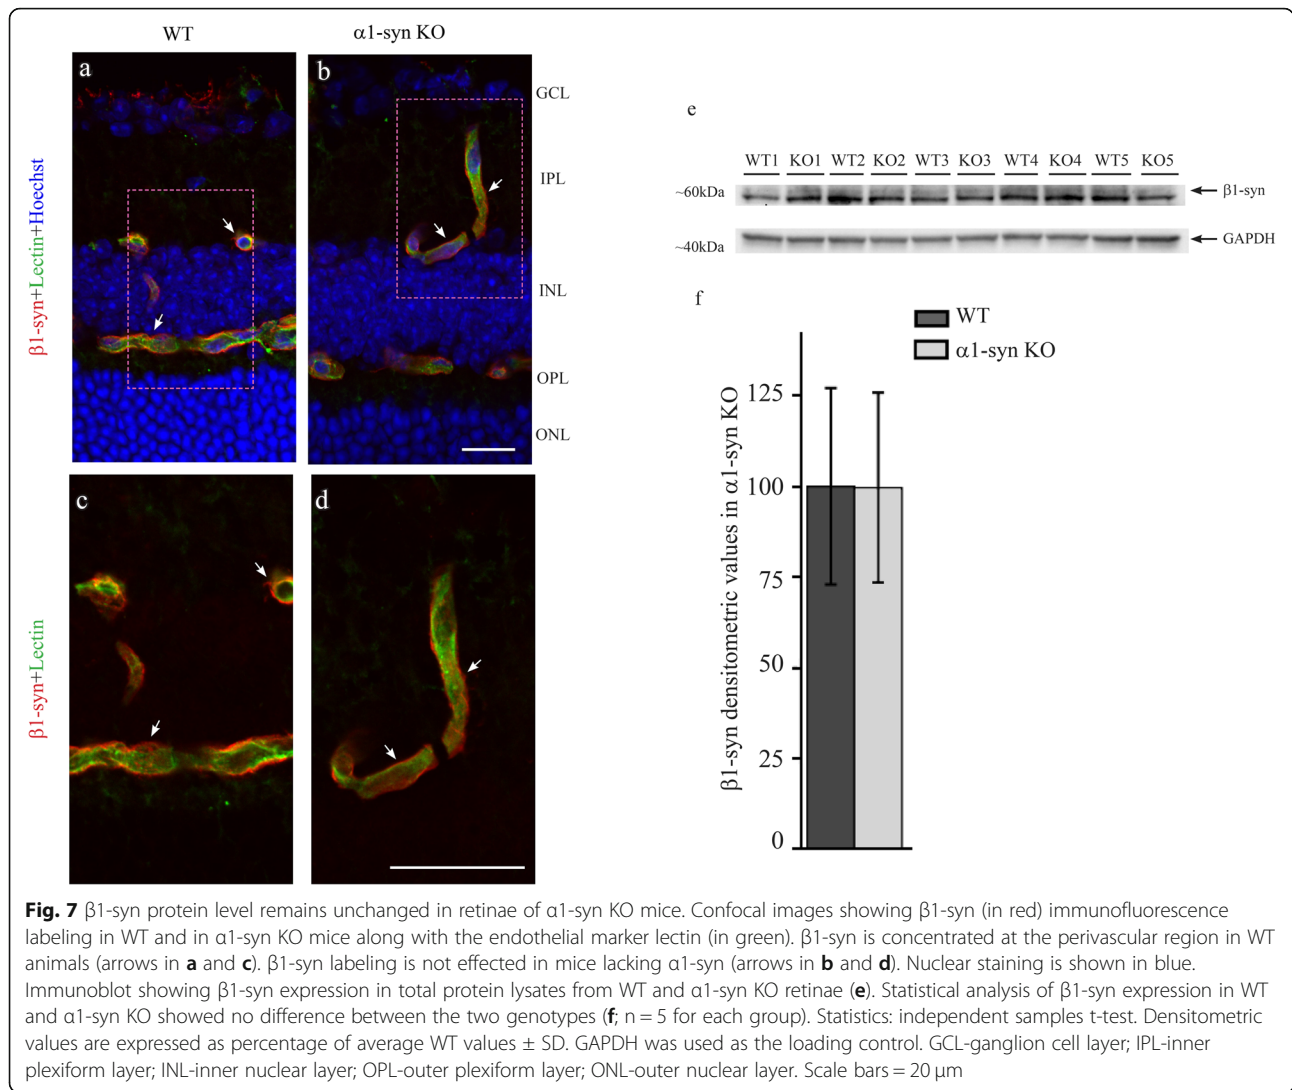 WT
α1-syn KO
a
b
GCL
IPL
INL
OPL
ONL
β1-syn+Lectin+Hoechst
c
d
β1-syn+Lectin
e
WT1 KO1 WT2 KO2 WT3 KO3 WT4 KO4 WT5 KO5
~60kDa
β1-syn
~40kDa
GAPDH
f
WT
α1-syn KO
β1-syn densitometric values in α1-syn KO
125
100
75
50
25
0
Fig. 7 β1-syn protein level remains unchanged in retinae of α1-syn KO mice. Confocal images showing β1-syn (in red) immunofluorescence
labeling in WT and in α1-syn KO mice along with the endothelial marker lectin (in green). β1-syn is concentrated at the perivascular region in WT
animals (arrows in a and c). β1-syn labeling is not effected in mice lacking α1-syn (arrows in b and d). Nuclear staining is shown in blue.
Immunoblot showing β1-syn expression in total protein lysates from WT and α1-syn KO retinae (e). Statistical analysis of β1-syn expression in WT
and α1-syn KO showed no difference between the two genotypes (f; n = 5 for each group). Statistics: independent samples t-test. Densitometric
values are expressed as percentage of average WT values ± SD. GAPDH was used as the loading control. GCL-ganglion cell layer; IPL-inner
plexiform layer; INL-inner nuclear layer; OPL-outer plexiform layer; ONL-outer nuclear layer. Scale bars = 20 μm